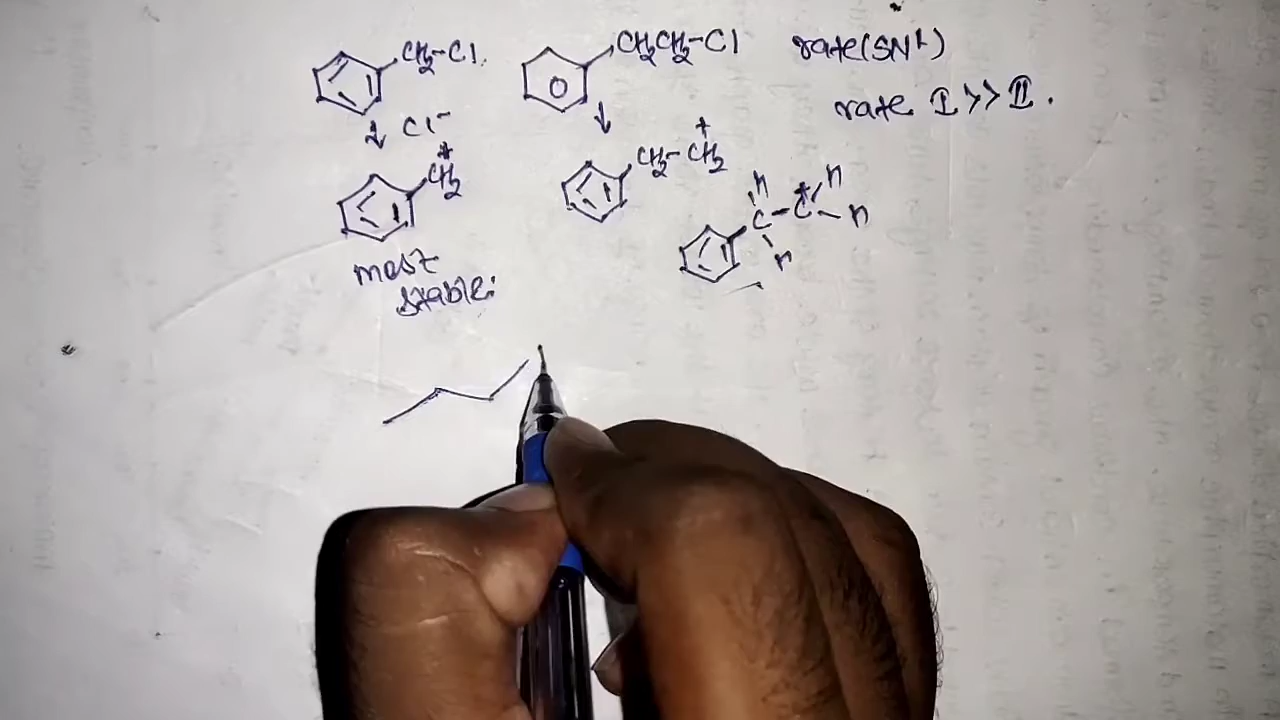 CH2-Cl
CH2CH2-Cl
rate(SN1)
rate I >> II.
Cl-
+
CH2
CH2-CH2
+
most
stable:
H
C-C
+
H
H
H